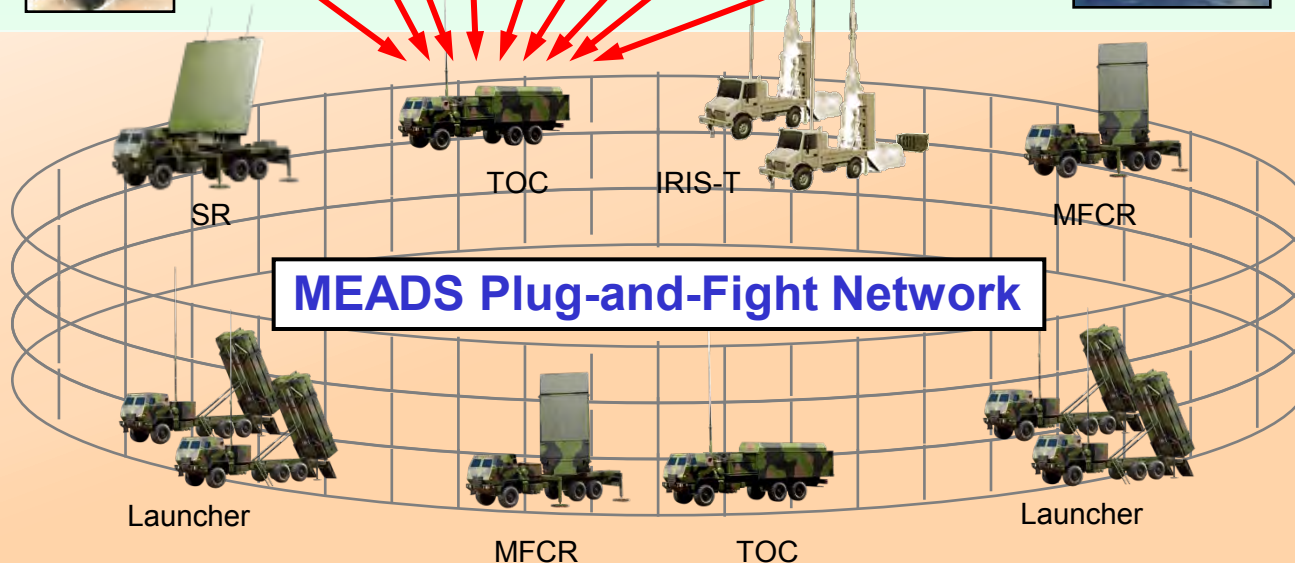 TOC
IRIS-T
SR
MFCR
MEADS Plug-and-Fight Network
Launcher
Launcher
MFCR
TOC